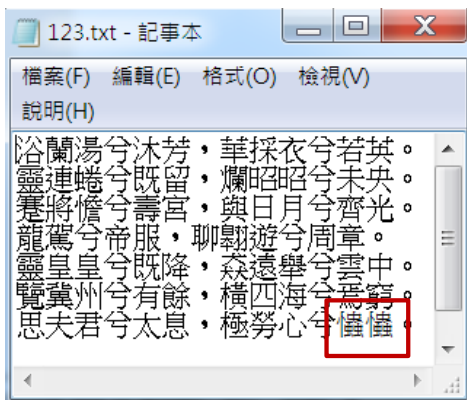 123.txt - 記事本
檔案(F) 編輯(E) 格式(O) 檢視(V)
說明(H)
浴蘭湯兮沐芳，華採衣兮若英。
靈連蜷兮既留，爛昭昭兮未央。
蹇將憺兮壽宮，與日月兮齊光。
龍駕兮帝服，聊翱遊兮周章。
靈皇皇兮既降，猋遠舉兮雲中。
覽冀州兮有餘，橫四海兮焉窮。
思夫君兮太息，極勞心兮𢥞𢥞。